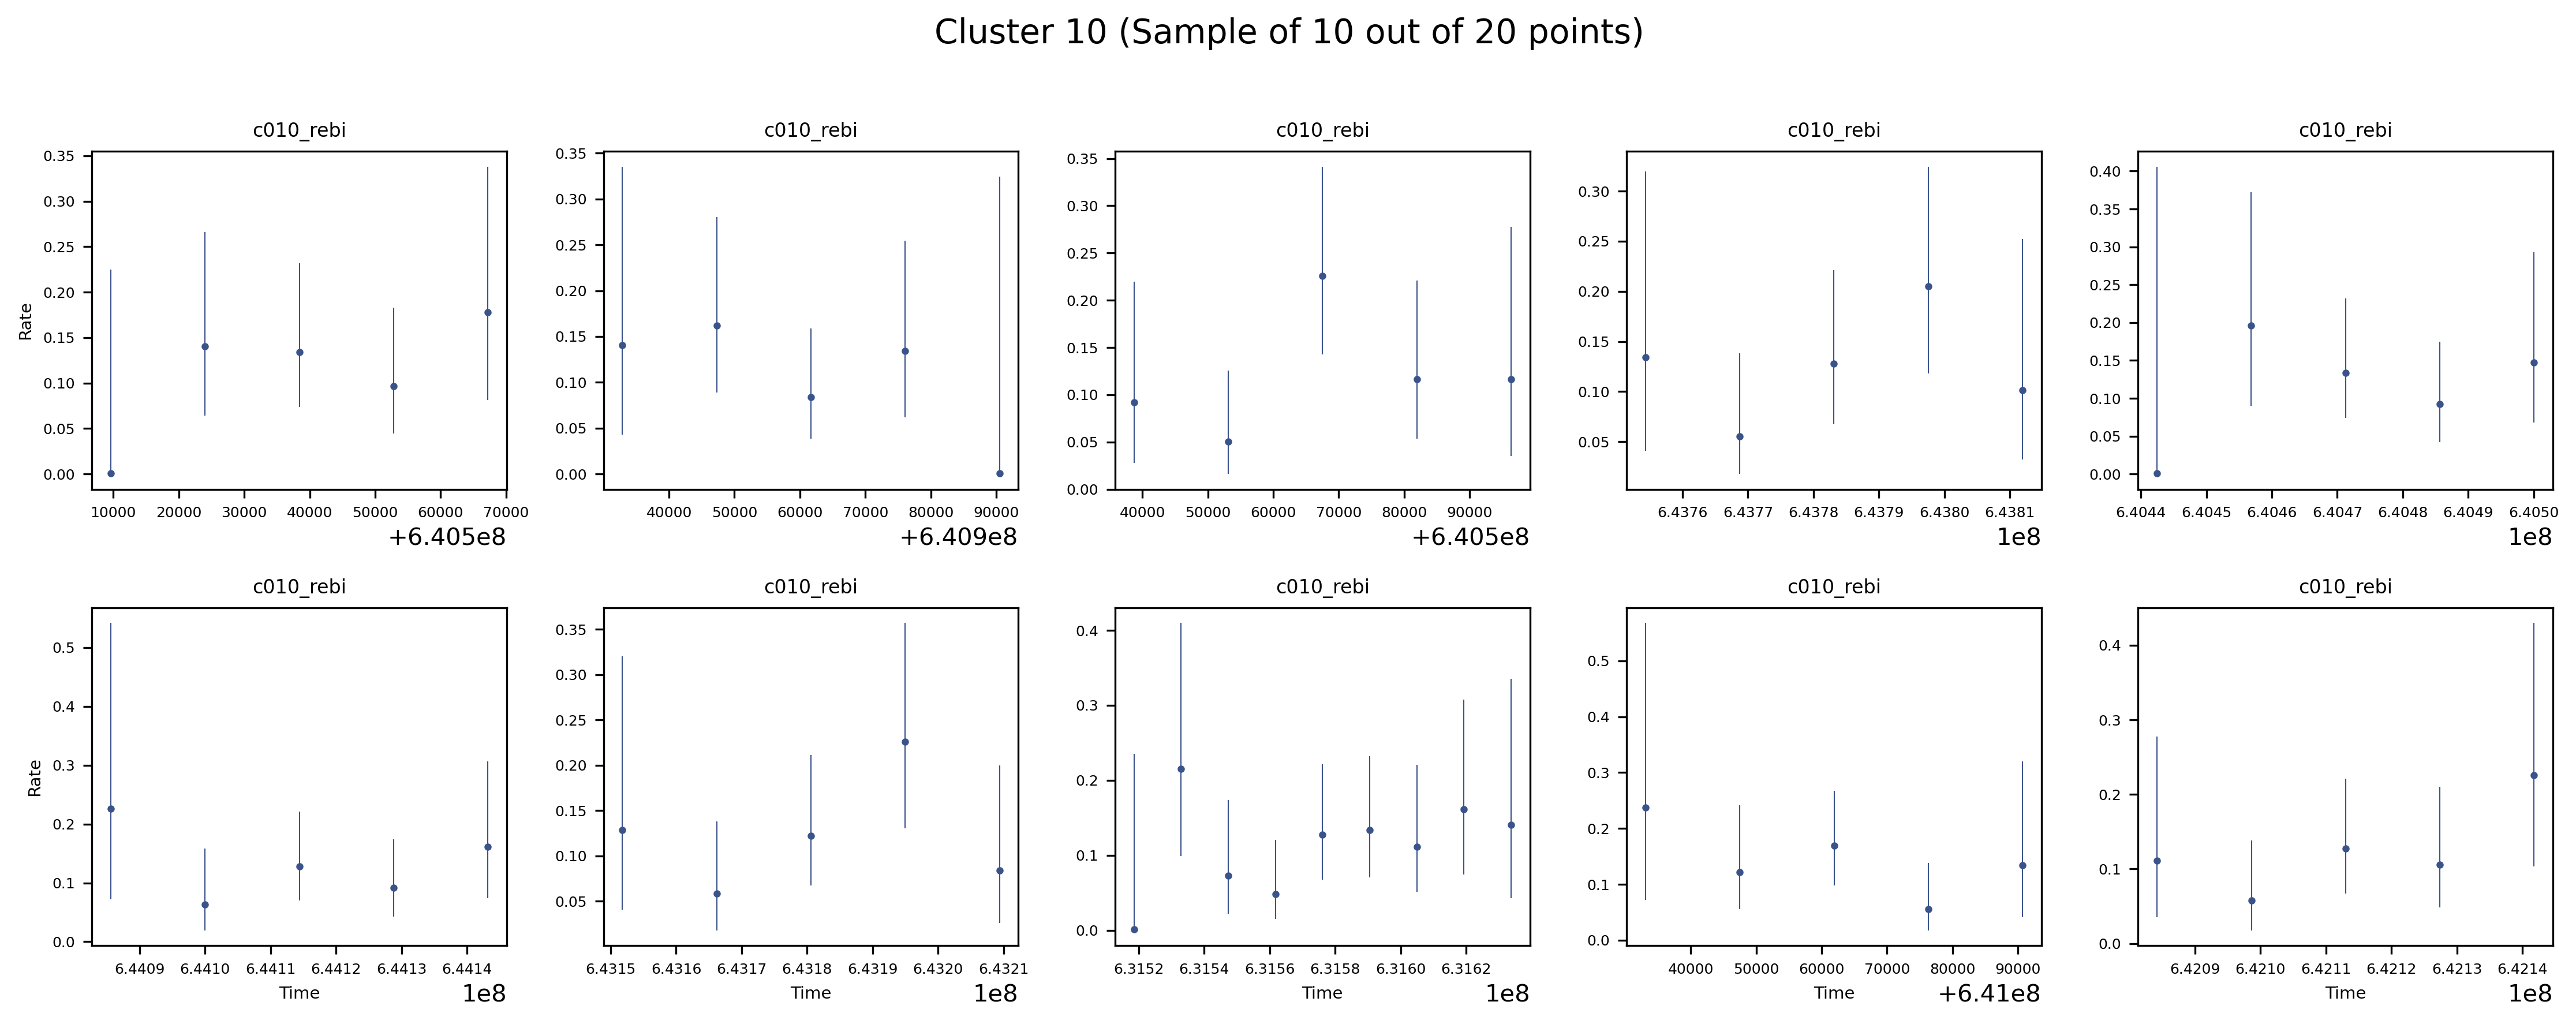 Cluster 10 (Sample of 10 out of 20 points)
c010_rebi c010_rebi c010_rebi c010_rebi c010_rebi
Rate
0.35
0.30
0.25
0.20
0.15
0.10
0.05
0.00
10000 20000 30000 40000 50000 60000 70000
+6.405e8
0.35
0.30
0.25
0.20
0.15
0.10
0.05
0.00
40000 50000 60000 70000 80000 90000
+6.409e8
0.35
0.30
0.25
0.20
0.15
0.10
0.05
0.00
40000 50000 60000 70000 80000 90000
+6.405e8
0.30
0.25
0.20
0.15
0.10
0.05
6.4376 6.4377 6.4378 6.4379 6.4380 6.4381
1e8
0.40
0.35
0.30
0.25
0.20
0.15
0.10
0.05
0.00
6.4044 6.4045 6.4046 6.4047 6.4048 6.4049 6.4050
1e8
c010_rebi c010_rebi c010_rebi c010_rebi c010_rebi
Rate
0.5
0.4
0.3
0.2
0.1
0.0
6.4409 6.4410 6.4411 6.4412 6.4413 6.4414
Time 1e8
0.35
0.30
0.25
0.20
0.15
0.10
0.05
6.4315 6.4316 6.4317 6.4318 6.4319 6.4320 6.4321
Time 1e8
0.4
0.3
0.2
0.1
0.0
6.3152 6.3154 6.3156 6.3158 6.3160 6.3162
Time 1e8
0.5
0.4
0.3
0.2
0.1
0.0
40000 50000 60000 70000 80000 90000
Time +6.41e8
0.4
0.3
0.2
0.1
0.0
6.4209 6.4210 6.4211 6.4212 6.4213 6.4214
Time 1e8